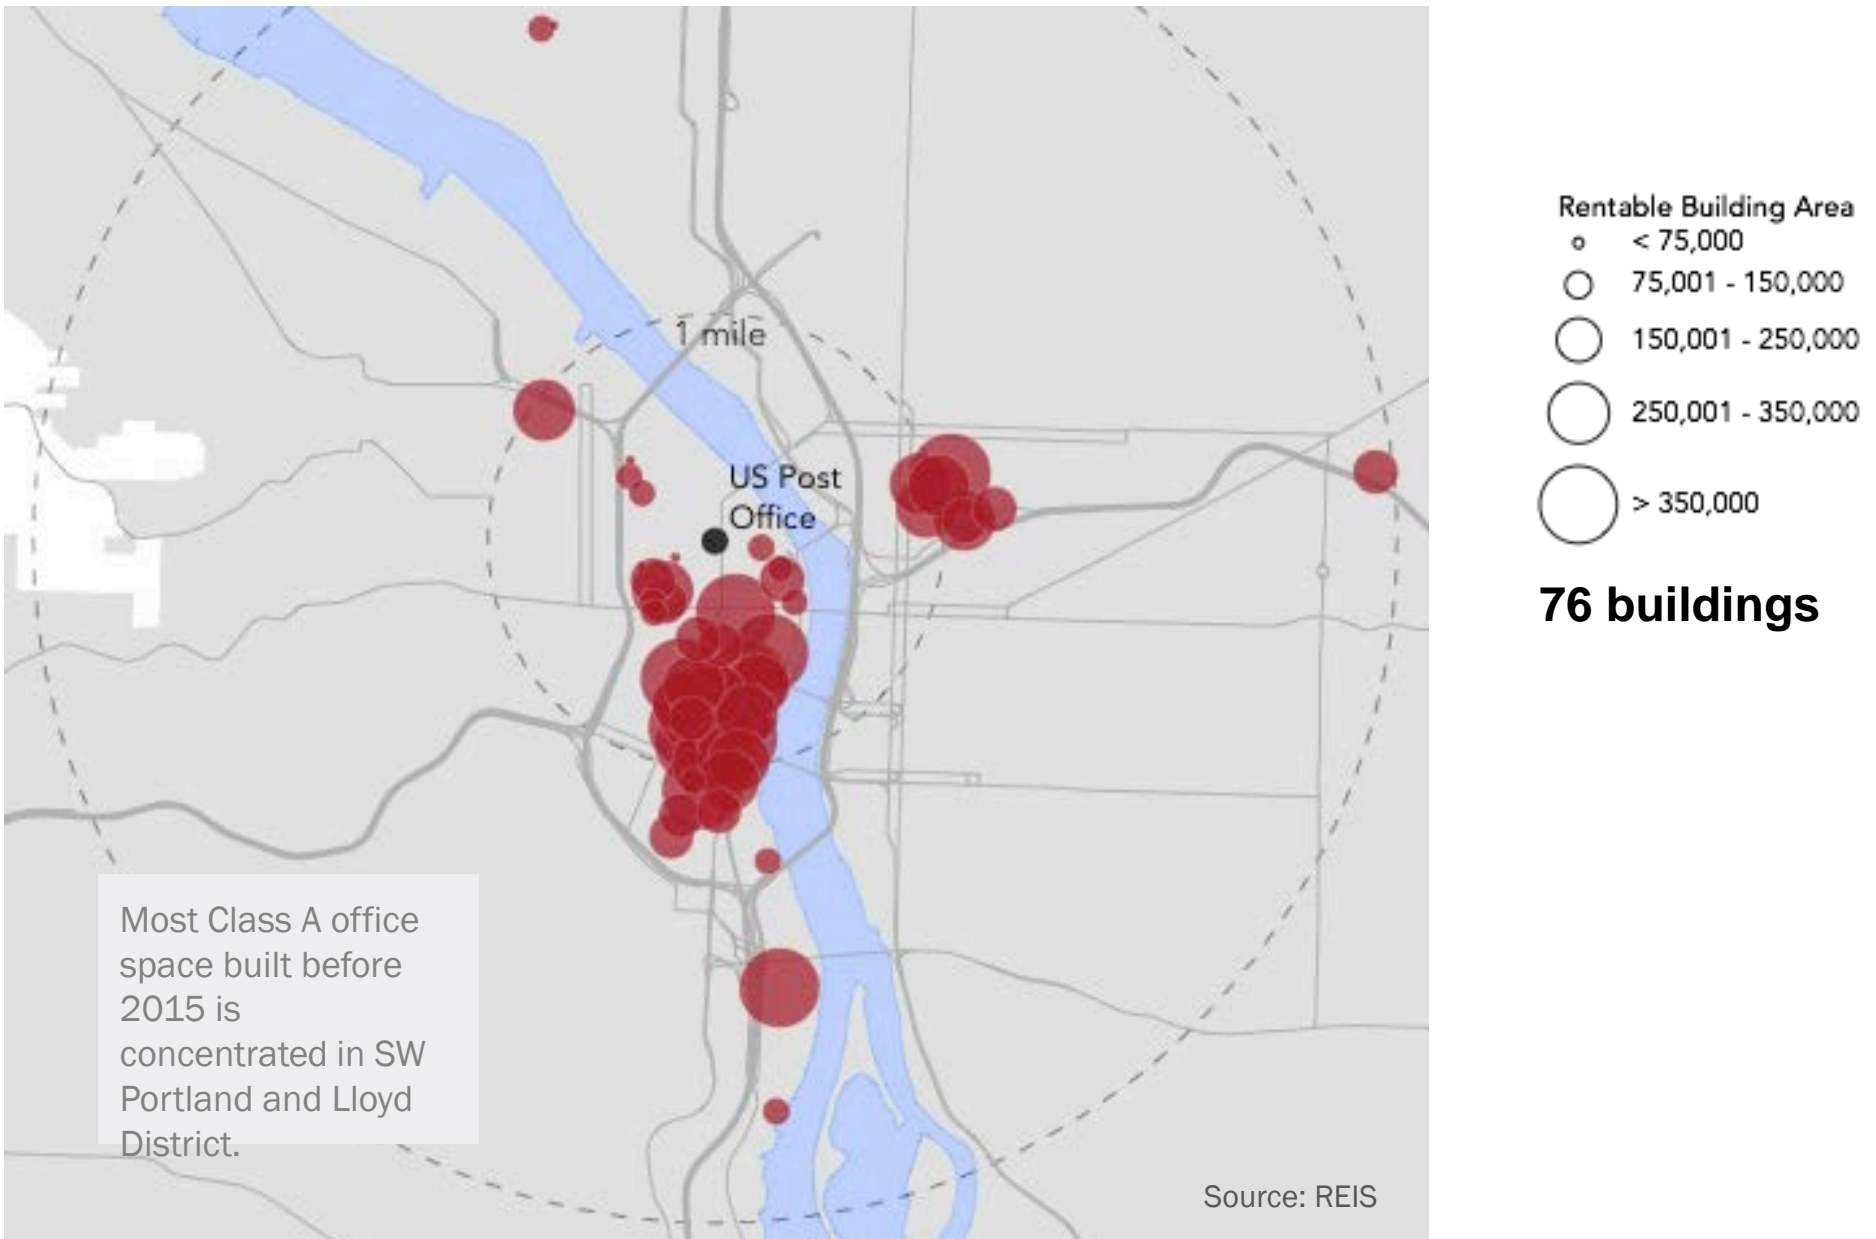 1 mile
US Post
Office
Most Class A office
space built before
2015 is
concentrated in SW
Portland and Lloyd
District.
Source: REIS
Rentable Building Area
< 75,000
75,001 - 150,000
150,001 - 250,000
250,001 - 350,000
> 350,000
76 buildings